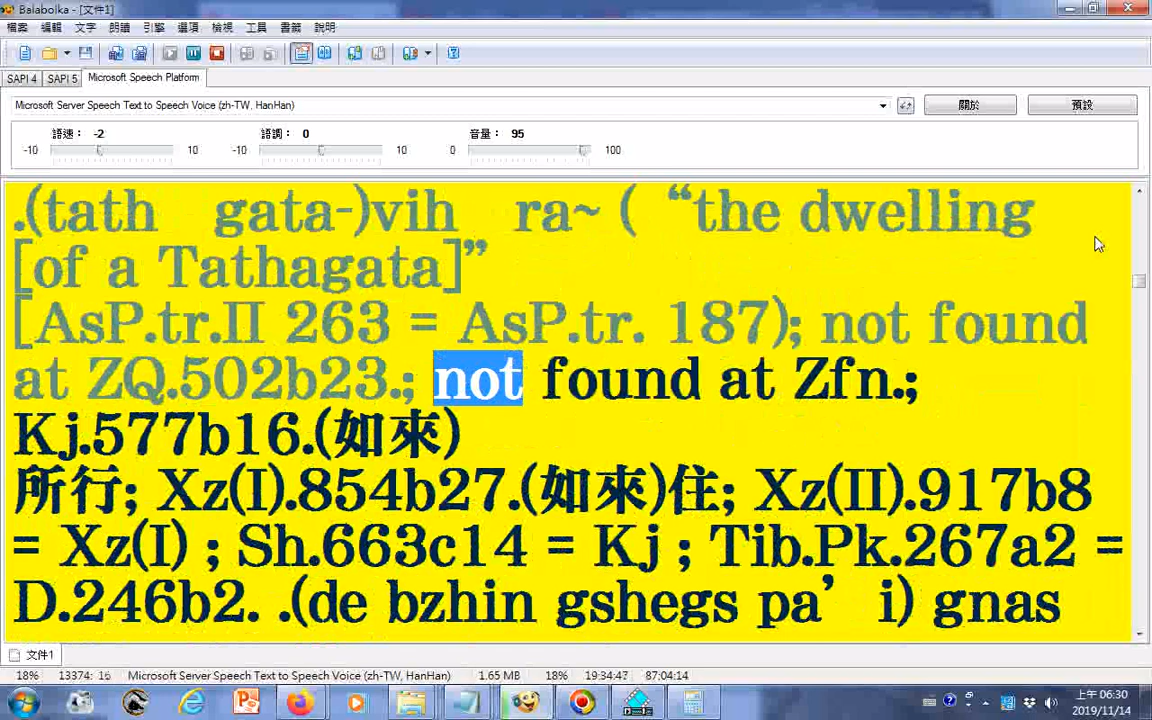 Balabolka - [文件1]
檔案 編輯 文字 朗讀 引擎 選項 檢視 工具 書籤 說明
SAPI 4 SAPI 5 Microsoft Speech Platform
Microsoft Server Speech Text to Speech Voice (zh-TW, HanHan) 關於 預設
語速： -2 語調： 0 音量： 95
-10 10 -10 10 0 100
.(tath gata-)vih ra~ ( “the dwelling
[of a Tathagata]”
[AsP.tr.II 263 = AsP.tr. 187); not found
at ZQ.502b23.; not found at Zfn.;
Kj.577b16.(如來)
所行; Xz(I).854b27.(如來)住; Xz(II).917b8
= Xz(I) ; Sh.663c14 = Kj ; Tib.Pk.267a2 =
D.246b2. .(de bzhin gshegs pa’ i) gnas
文件1
18% 13374: 16 Microsoft Server Speech Text to Speech Voice (zh-TW, HanHan) 1.65 MB 18% 19:34:47 87:04:14
上午 06:30
2019/11/14